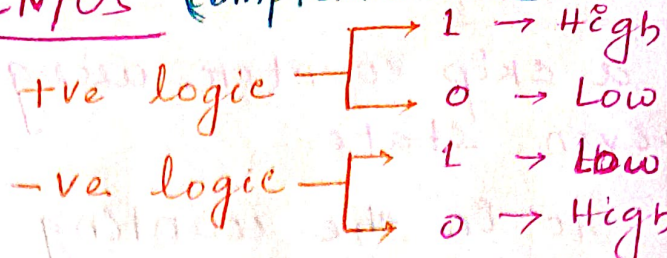 1 → High
+ve logic
0 → Low
1 → Low
-ve logic
0 → High